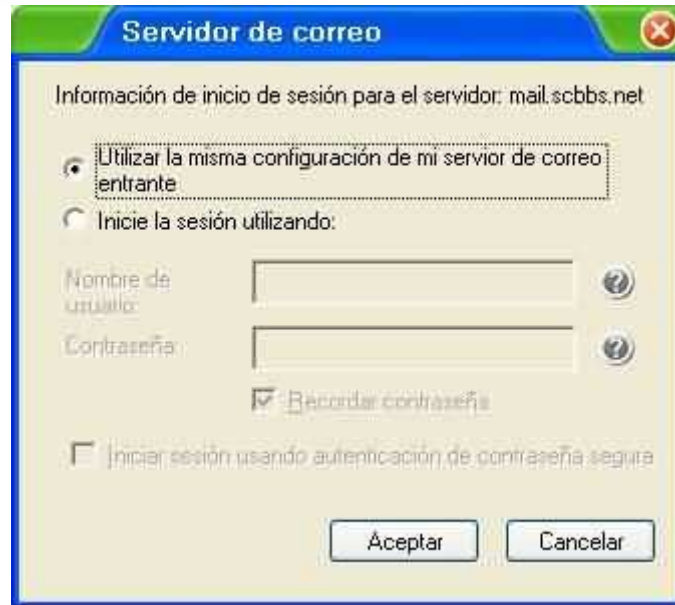 Servidor de correo
Información de inicio de sesión para el servidor: mail.scbbs.net
Utilizar la misma configuración de mi servior de correo
entrante
Inicie la sesión utilizando:
Nombre de
usuario:
Contraseña:
Recordar contraseña
Iniciar sesión usando autenticación de contraseña segura
Aceptar Cancelar